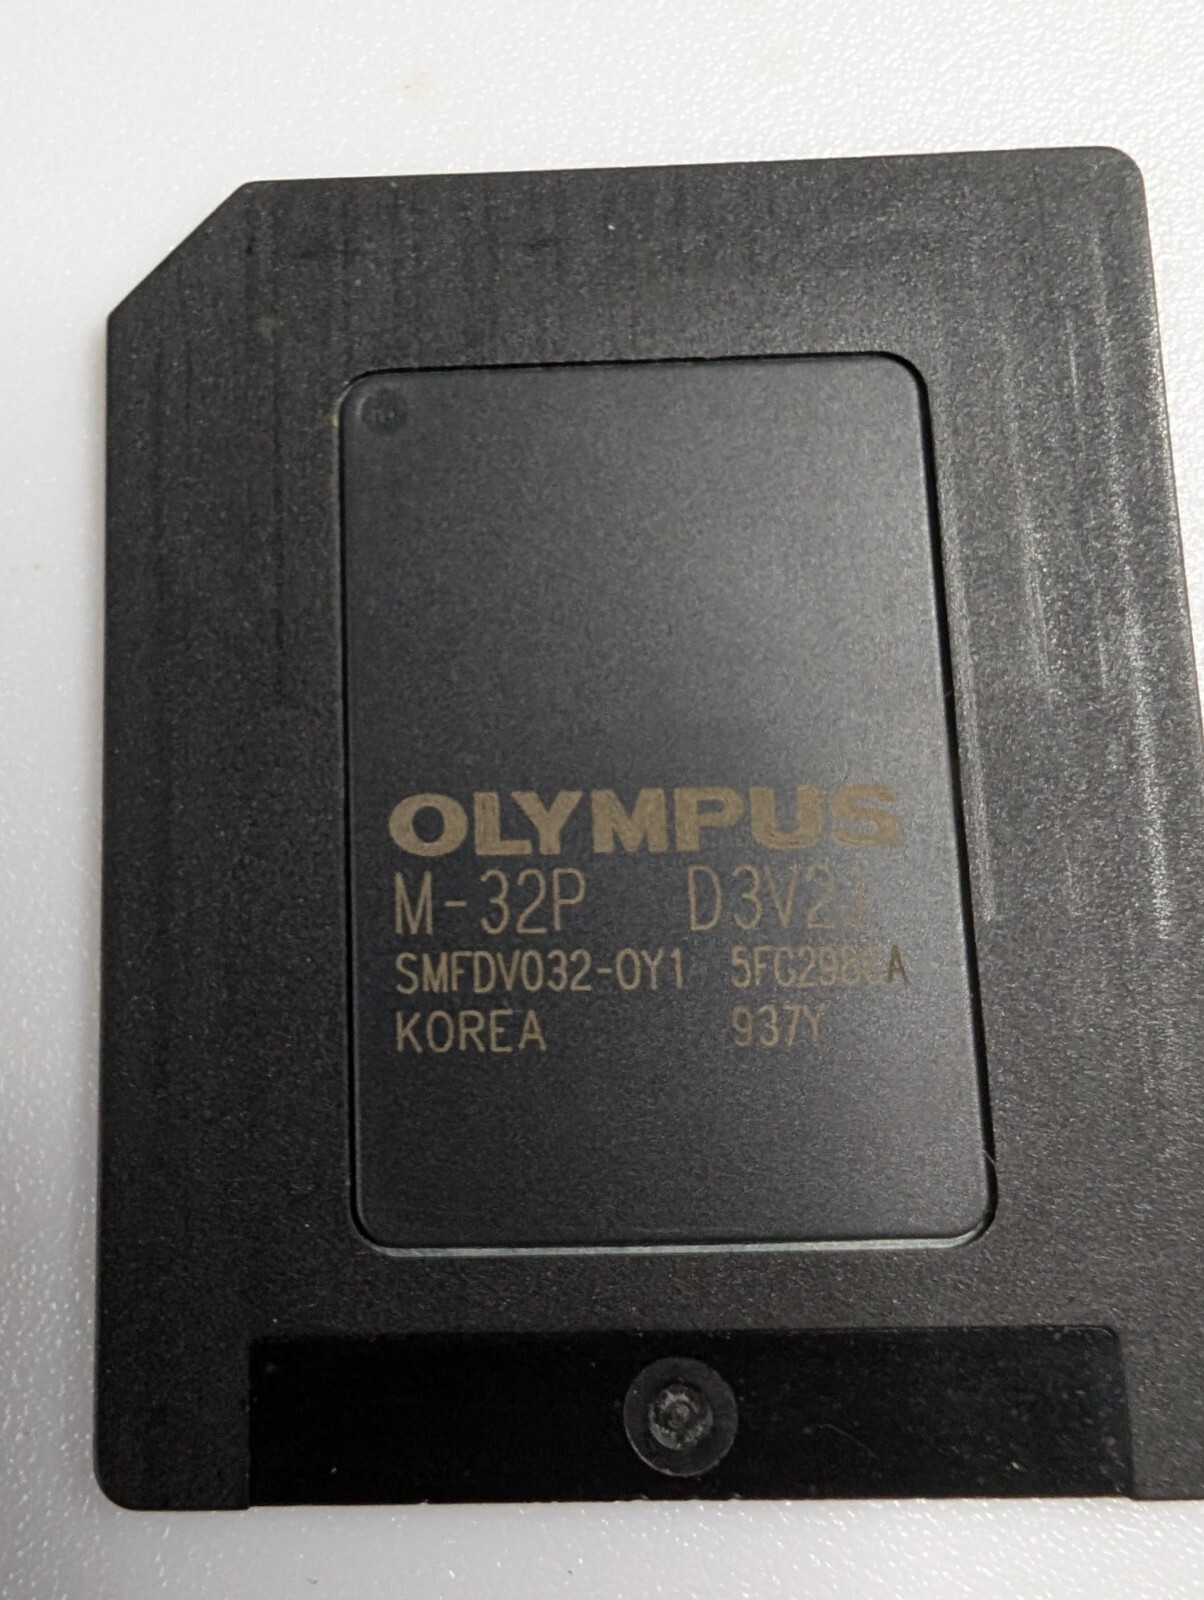 OLYMPUS
M-32P
SMFDV032-0Y1
KOREA 937Y